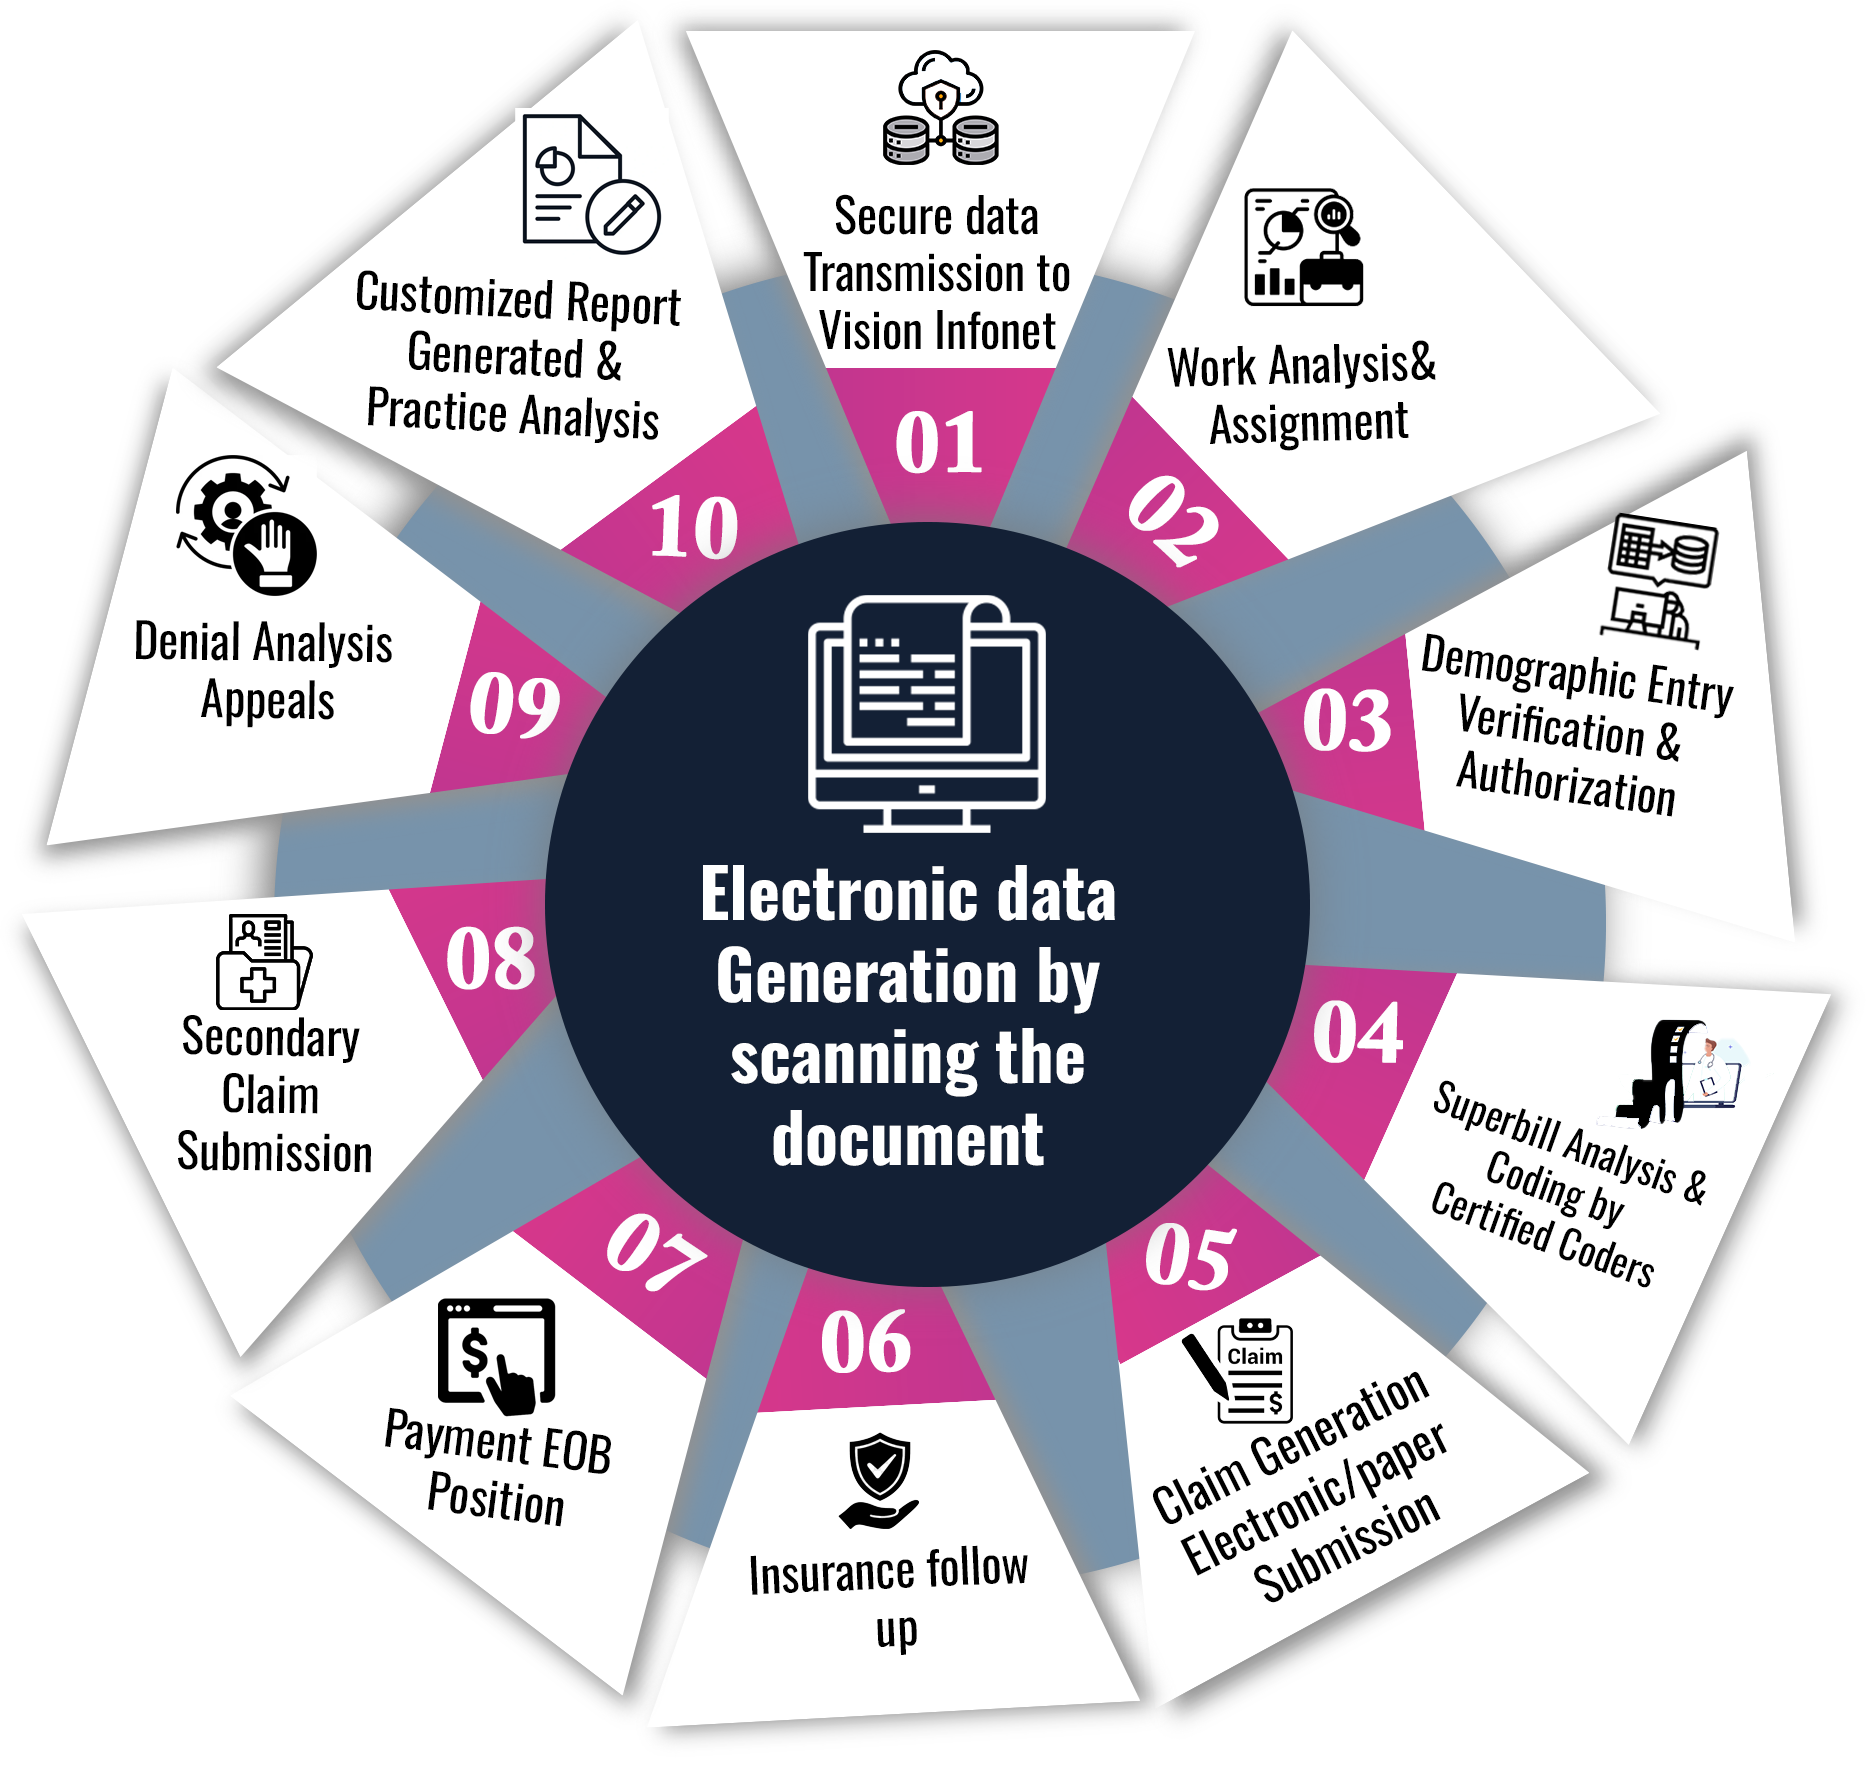 Electronic data
Generation by
scanning the
document
01
Secure data
Transmission to
Vision Infonet
02
Work Analysis&
Assignment
03
Demographic Entry
Verification &
Authorization
04
Superbill Analysis &
Coding by
Certified Coders
05
Claim
$
Claim Generation
Electronic/paper
Submission
06
Insurance follow
up
07
$
Payment EOB
Position
08
Secondary
Claim
Submission
09
Denial Analysis
Appeals
10
Customized Report
Generated &
Practice Analysis